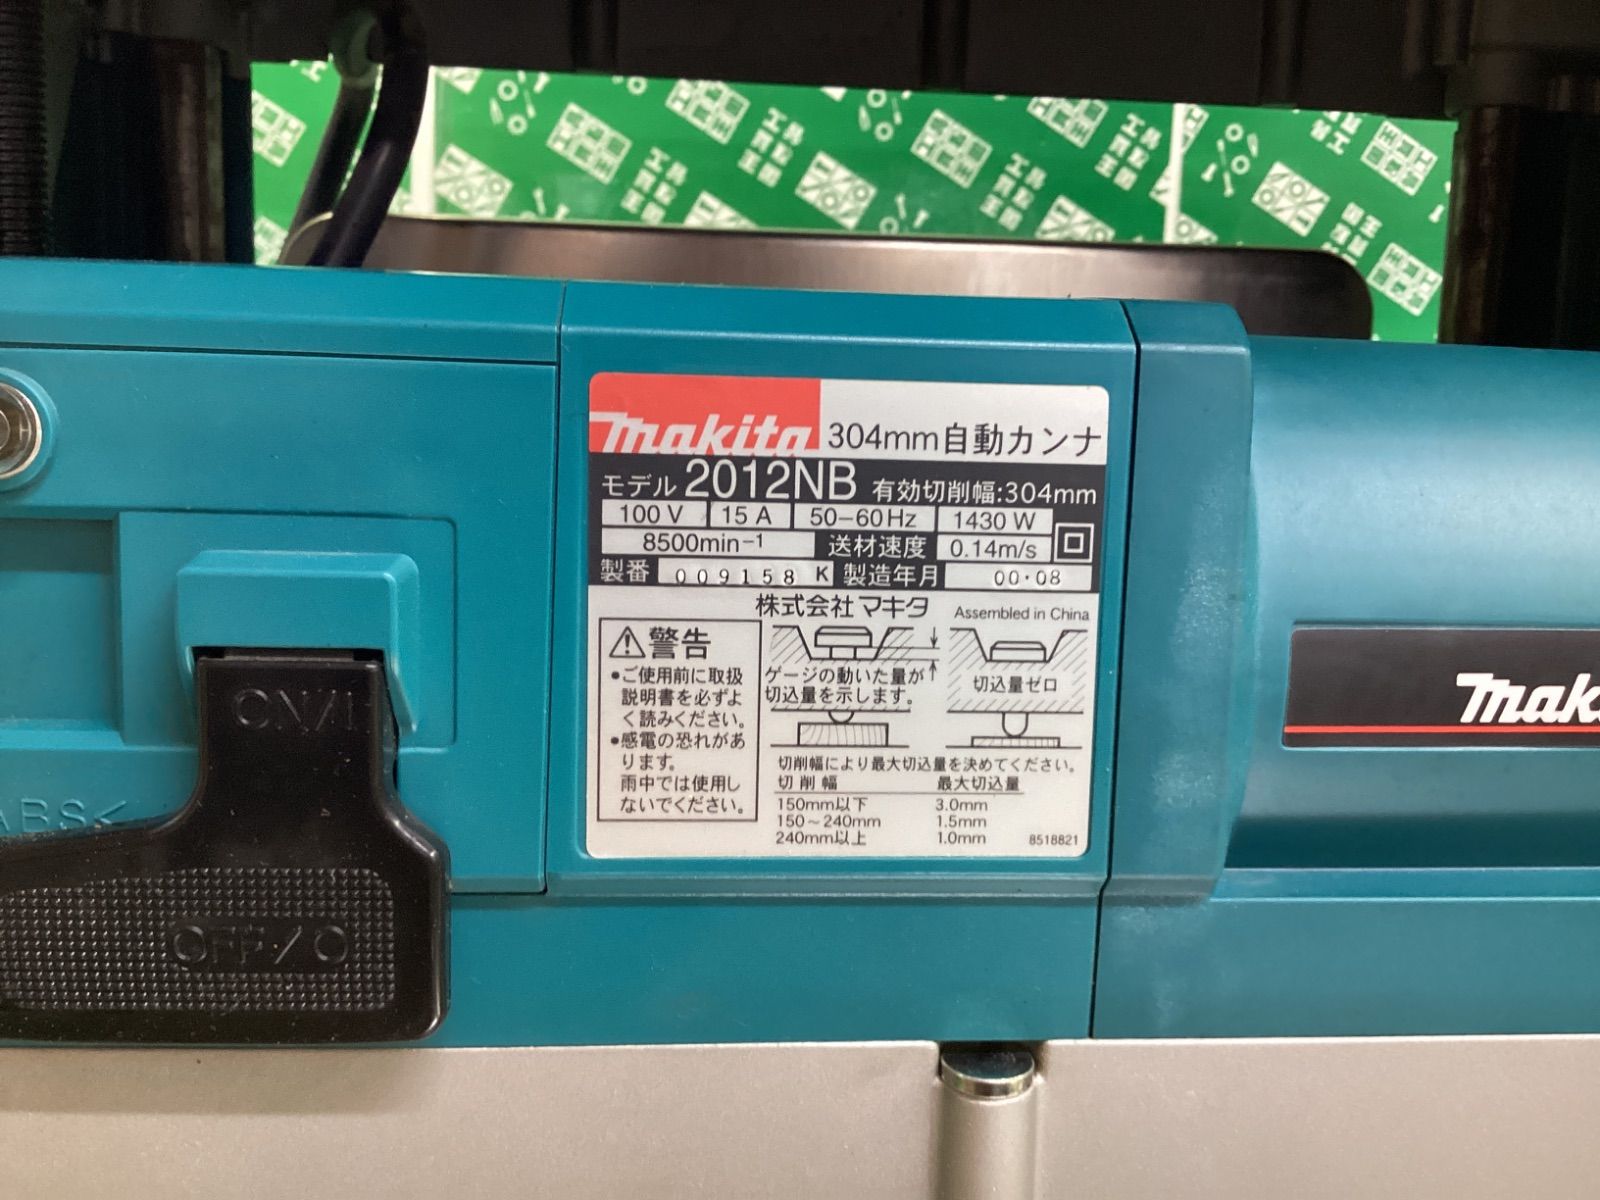 makita 304mm自動カンナ
モデル 2012NB 有効切削幅:304mm
100 V 15 A 50-60Hz 1430 W
8500min-1 送材速度 0.14m/s
製番 009158 K 製造年月 00・08
株式会社マキタ Assembled in China
警告
•ご使用前に取扱
説明書を必ずよ
く読みください。
•感電の恐れがあ
ります。
雨中では使用し
ないでください。
ゲージの動いた量が
切込量を示します。
切込量ゼロ
切削幅により最大切込量を決めてください。
切削幅 最大切込量
150mm以下 3.0mm
150～240mm 1.5mm
240mm以上 1.0mm
8518821
ON/I
OFF/O
ABS<